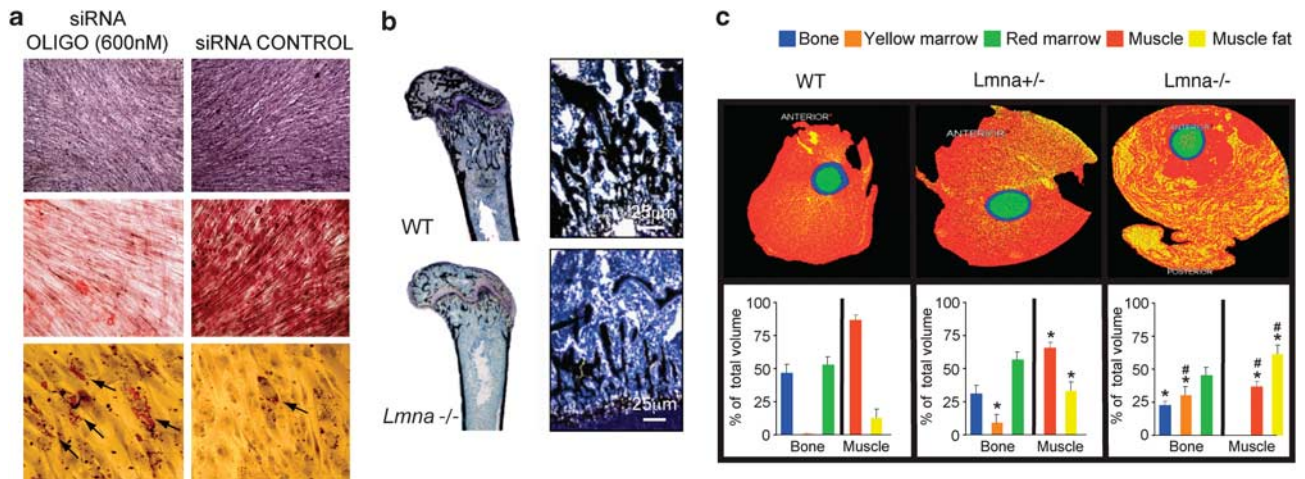 a
siRNA
OLIGO (600nM)
siRNA CONTROL
b
WT
25µm
Lmna -/-
25µm
c
Bone Yellow marrow Red marrow Muscle Muscle fat
WT Lmna+/- Lmna-/-
ANTERIOR
ANTERIOR
ANTERIOR
POSTERIOR
% of total volume
100
75
50
25
0
Bone Muscle
% of total volume
100
75
50
25
0
* * *
Bone Muscle
% of total volume
100
75
50
25
0
* #* * #*
Bone Muscle